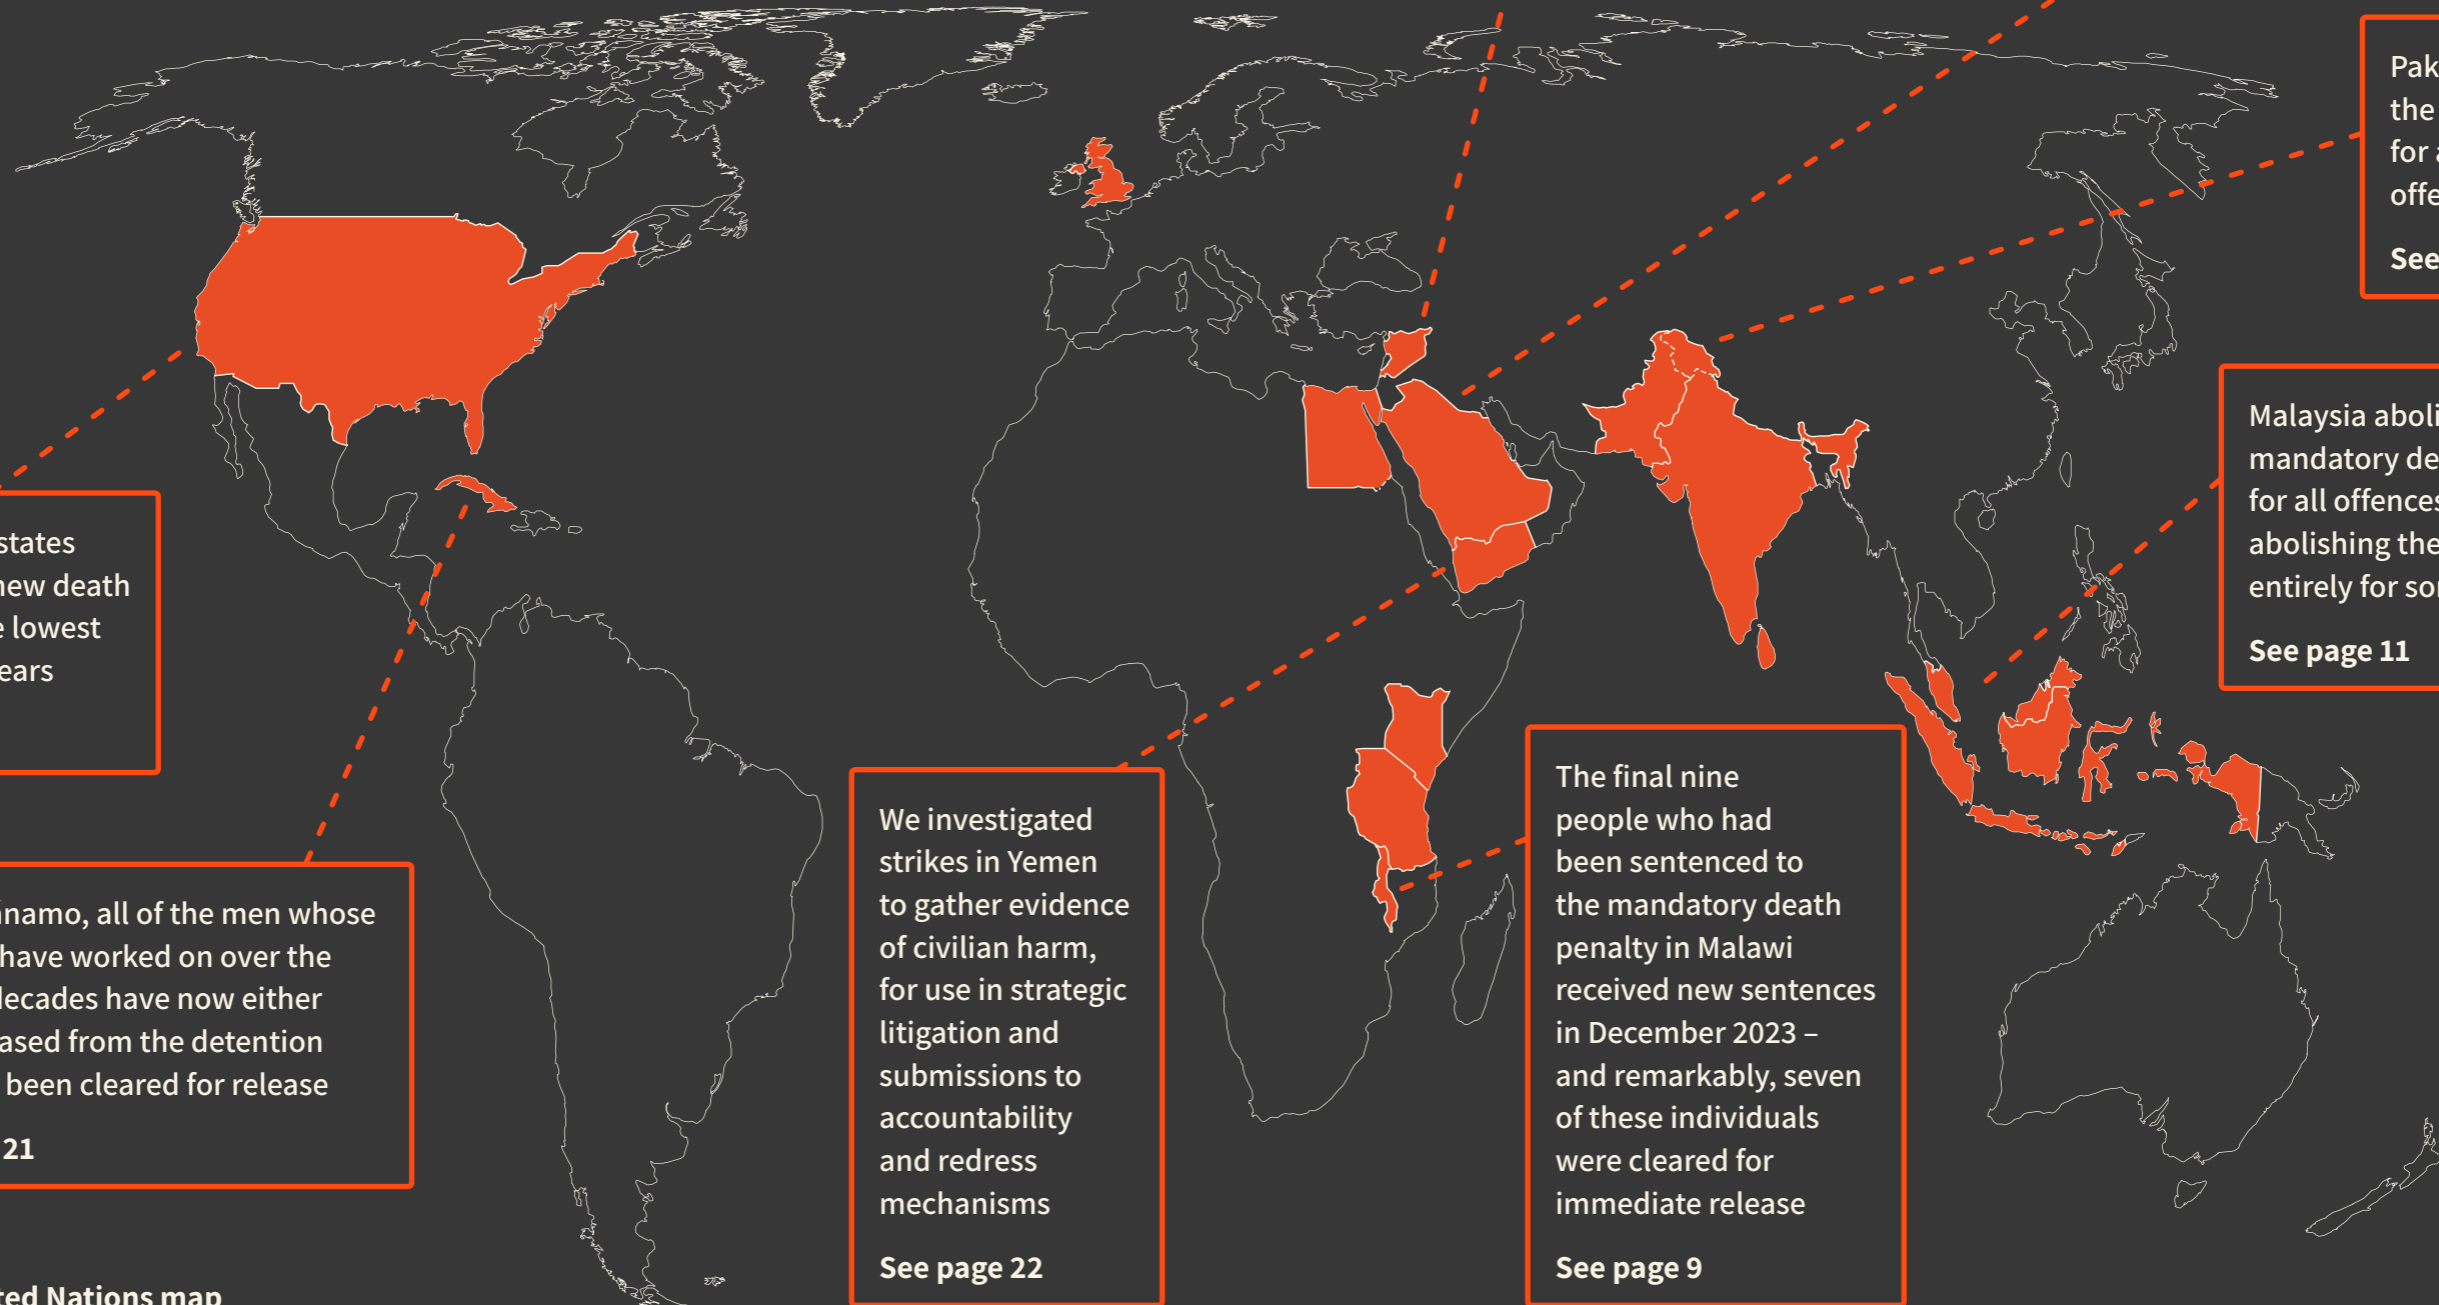 states
new death
lowest
ears
ánamo, all of the men whose
have worked on over the
decades have now either
ased from the detention
been cleared for release
21
ted Nations map
We investigated
strikes in Yemen
to gather evidence
of civilian harm,
for use in strategic
litigation and
submissions to
accountability
and redress
mechanisms
See page 22
The final nine
people who had
been sentenced to
the mandatory death
penalty in Malawi
received new sentences
in December 2023 –
and remarkably, seven
of these individuals
were cleared for
immediate release
See page 9
Pak
the
for a
offe
See
Malaysia aboli
mandatory de
for all offences
abolishing the
entirely for so
See page 11